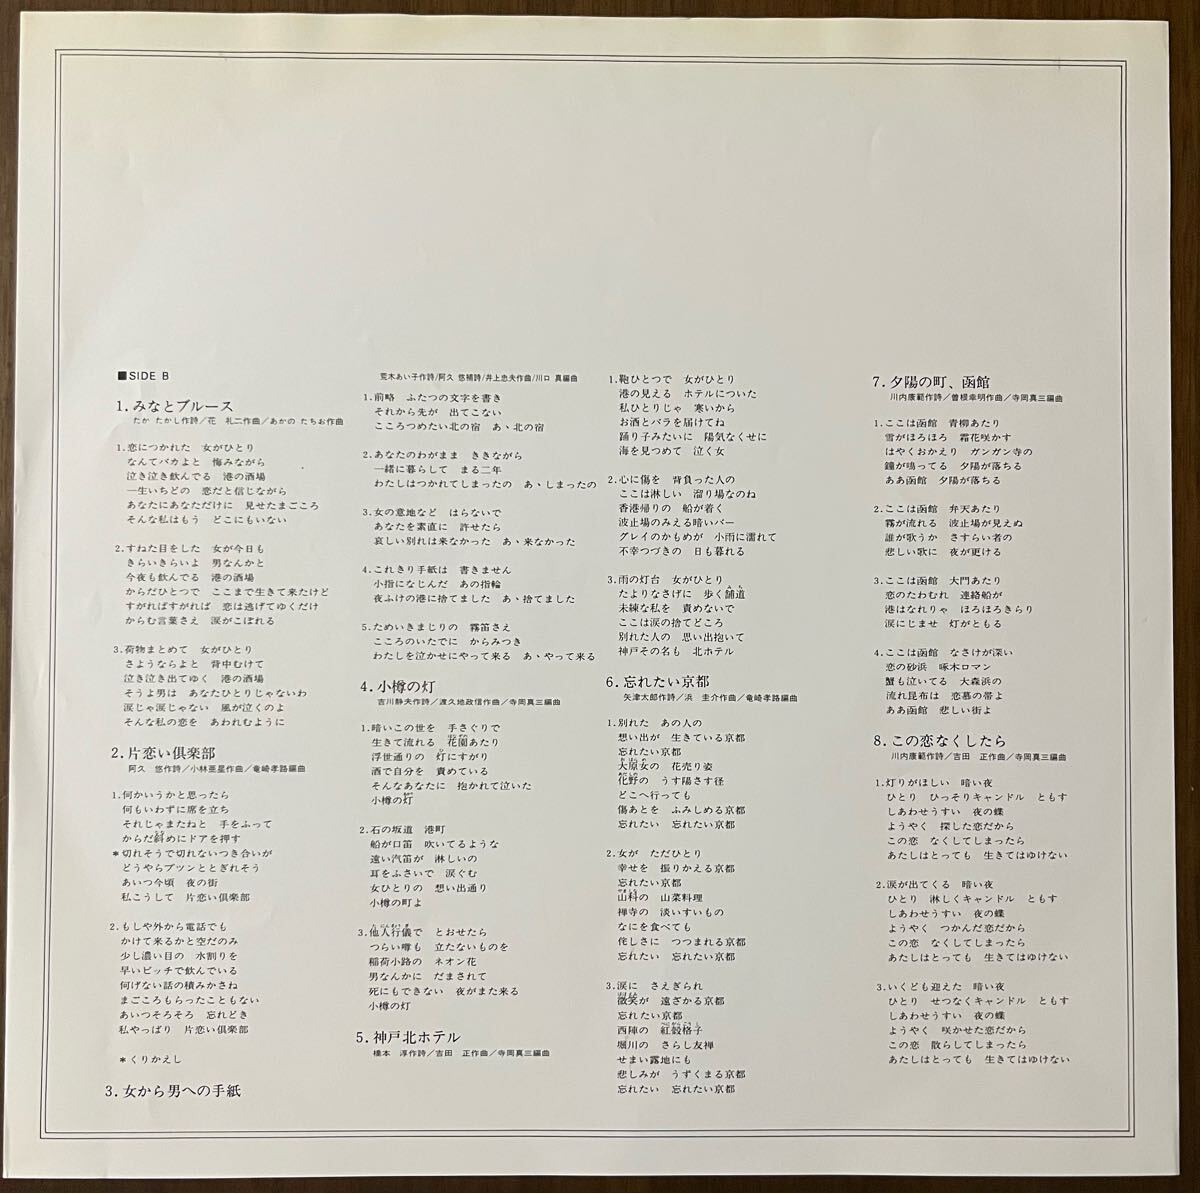 ■SIDE B
1.みなとブルース
たか たかし作詩／花　礼二作曲／あかの たちお作曲
1.恋につかれた　女がひとり
なんてバカよと　悔みながら
泣き泣き飲んでる　港の酒場
一生いちどの　恋だと信じながら
あなたにあなただけに　見せたまごころ
そんな私はもう　どこにもいない
2.すねた目をした　女が今日も
きらいきらいよ　男なんかと
今夜も飲んでる　港の酒場
からだひとつで　ここまで生きて来たけど
すがればすがれば　恋は逃げてゆくだけ
からむ言葉さえ　涙がこぼれる
3.荷物まとめて　女がひとり
さようならよと　背中むけて
泣き泣き出てゆく　港の酒場
そうよ男は　あなたひとりじゃないわ
涙じゃ涙じゃない　風が泣くのよ
そんな私の恋を　あわれむように
2.片恋い倶楽部
阿久　悠作詩／小林亜星作曲／竜崎孝路編曲
1.何かいうかと思ったら
何もいわずに席を立ち
それじゃまたねと　手をふって
からだ斜めにドアを押す
＊切れそうで切れないつき合いが
どうやらプツンととぎれそう
あいつ今頃　夜の街
私こうして　片恋い倶楽部
2.もしや外から電話でも
かけて来るかと空だのみ
少し濃い目の　水割りを
早いピッチで飲んでいる
何げない話の積みかさね
まごころもらったこともない
あいつそろそろ　忘れどき
私やっぱり　片恋い倶楽部
＊くりかえし
3.女から男への手紙
荒木あい子作詩/阿久 悠補詩/井上忠夫作曲/川口 真編曲
1.前略　ふたつの文字を書き
それから先が　出てこない
こころつめたい北の宿　あゝ北の宿
2.あなたのわがまま　ききながら
一緒に暮らして　まる二年
わたしはつかれてしまったの　あゝしまったの
3.女の意地など　はらないで
あなたを素直に　許せたら
哀しい別れは来なかった　あゝ来なかった
4.これきり手紙は　書きません
小指になじんだ　あの指輪
夜ふけの港に捨てました　あゝ捨てました
5.ためいきまじりの　霧笛さえ
こころのいたでに　からみつき
わたしを泣かせにやって来る　あゝやって来る
4.小樽の灯
吉川静夫作詩／渡久地政信作曲／寺岡真三編曲
1.暗いこの世を　手さぐりで
生きて流れる　花園あたり
浮世通りの　灯にすがり
酒で自分を　責めている
そんなあなたに　抱かれて泣いた
小樽の灯
2.石の坂道　港町
船が口笛　吹いてるような
遠い汽笛が　淋しいの
耳をふさいで　涙ぐむ
女ひとりの　想い出通り
小樽の町よ
3.他人行儀で　とおせたら
つらい噂も　立たないものを
稲荷小路の　ネオン花
男なんかに　だまされて
死にもできない　夜がまた来る
小樽の灯
5.神戸北ホテル
橋本　淳作詩／吉田　正作曲／寺岡真三編曲
1.鞄ひとつで　女がひとり
港の見える　ホテルについた
私ひとりじゃ　寒いから
お酒とバラを届けてね
踊り子みたいに　陽気なくせに
海を見つめて　泣く女
2.心に傷を　背負った人の
ここは淋しい　溜り場なのね
香港帰りの　船が着く
波止場のみえる暗いバー
グレイのかもめが　小雨に濡れて
不幸つづきの　日も暮れる
3.雨の灯台　女がひとり
たよりなさげに　歩く舗道
未練な私を　責めないで
ここは涙の捨てどころ
別れた人の　思い出抱いて
神戸その名も　北ホテル
6.忘れたい京都
矢津太郎作詩／浜　圭介作曲／竜崎孝路編曲
1.別れた　あの人の
想い出が　生きている京都
忘れたい京都
大原女の　花売り姿
化野の　うす陽さす径
どこへ行っても
傷あとを　ふみしめる京都
忘れたい　忘れたい京都
2.女が　ただひとり
幸せを　振りかえる京都
忘れたい京都
山科の　山菜料理
禅寺の　淡いすいもの
なにを食べても
侘しさに　つつまれる京都
忘れたい　忘れたい京都
3.涙に　さえぎられ
微笑が　遠ざかる京都
忘れたい京都
西陣の　紅殻格子
堀川の　さらし友禅
せまい露地にも
悲しみが　うずくまる京都
忘れたい　忘れたい京都
7.夕陽の町、函館
川内康範作詩／曽根幸明作曲／寺岡真三編曲
1.ここは函館　青柳あたり
雪がほろほろ　霜花咲かす
はやくおかえり　ガンガン寺の
鐘が鳴ってる　夕陽が落ちる
ああ函館　夕陽が落ちる
2.ここは函館　弁天あたり
霧が流れる　波止場が見えぬ
誰が歌うか　さすらい者の
悲しい歌に　夜が更ける
3.ここは函館　大門あたり
恋のたわむれ　連絡船が
港はなれりゃ　ほろほろきらり
涙にじませ　灯がともる
4.ここは函館　なさけが深い
恋の砂浜　啄木ロマン
蟹も泣いてる　大森浜の
流れ昆布は　恋慕の帯よ
ああ函館　悲しい街よ
8.この恋なくしたら
川内康範作詩／吉田　正作曲／寺岡真三編曲
1.灯りがほしい　暗い夜
ひとり　ひっそりキャンドル　ともす
しあわせうすい　夜の蝶
ようやく　探した恋だから
この恋　なくしてしまったら
あたしはとっても　生きてはゆけない
2.涙が出てくる　暗い夜
ひとり　淋しくキャンドル　ともす
しあわせうすい　夜の蝶
ようやく　つかんだ恋だから
この恋　なくしてしまったら
あたしはとっても　生きてはゆけない
3.いくども迎えた　暗い夜
ひとり　せつなくキャンドル　ともす
しあわせうすい　夜の蝶
ようやく　咲かせた恋だから
この恋　散らしてしまったら
あたしはとっても　生きてはゆけない